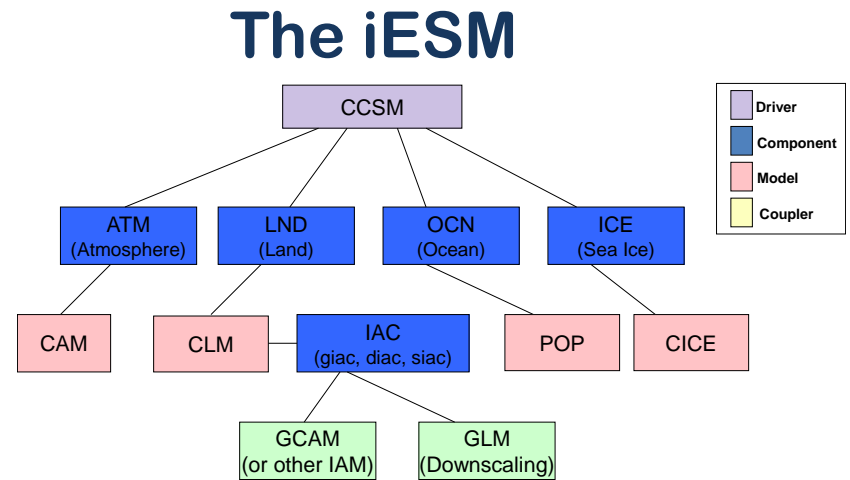 The iESM
CCSM
Driver
Component
Model
Coupler
ATM
(Atmosphere)
LND
(Land)
OCN
(Ocean)
ICE
(Sea Ice)
CAM
CLM
IAC
(giac, diac, siac)
POP
CICE
GCAM
(or other IAM)
GLM
(Downscaling)